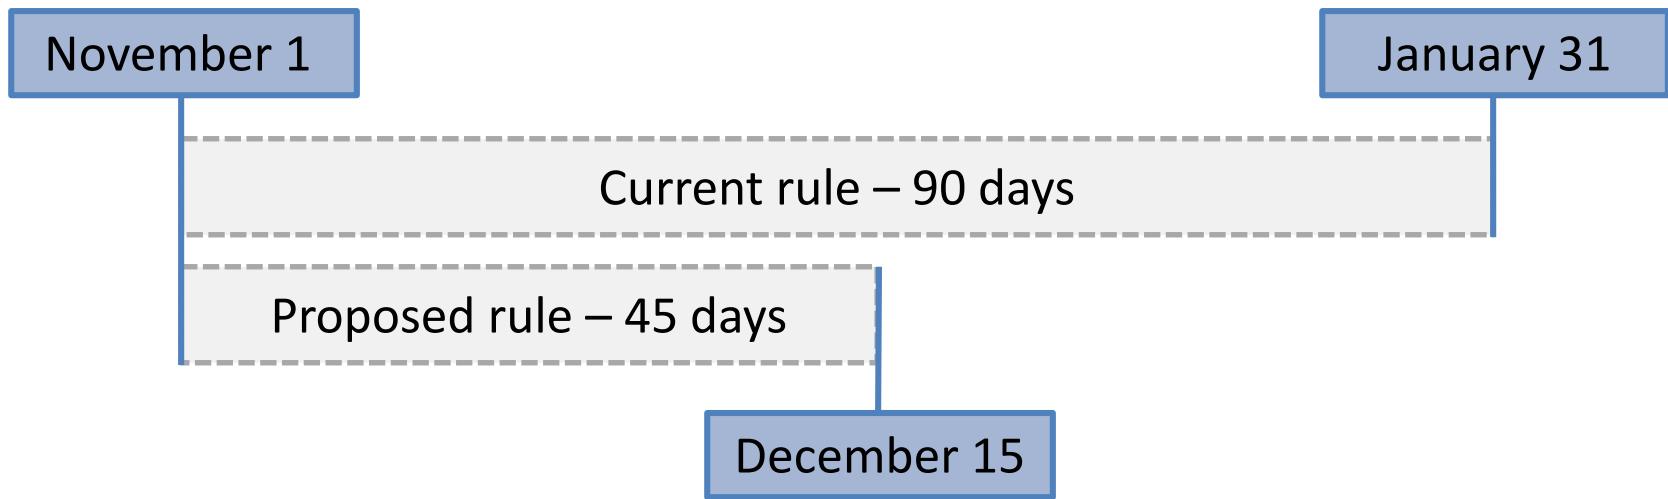 November 1
January 31
Current rule – 90 days
Proposed rule – 45 days
December 15